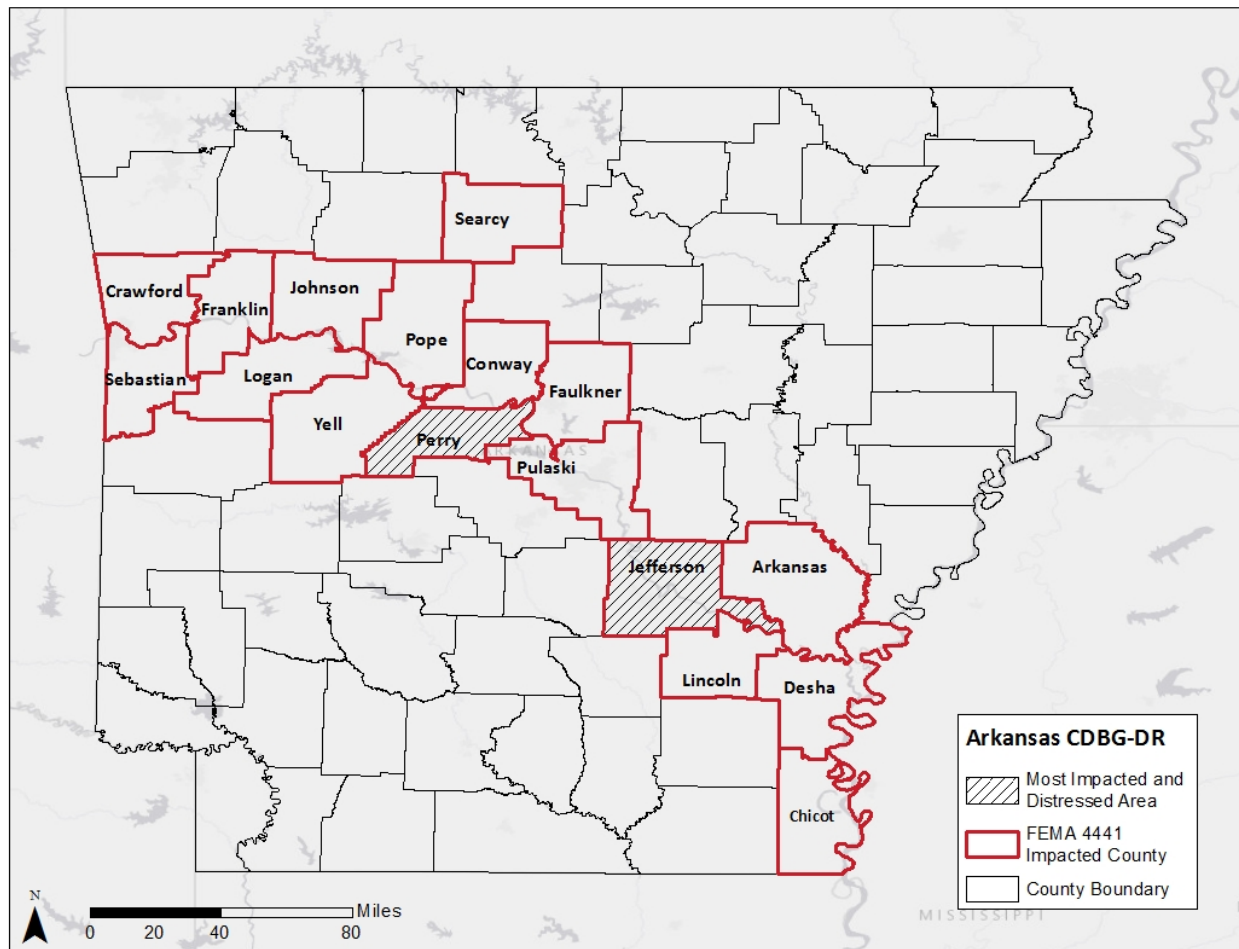 Searcy
Crawford
Franklin
Johnson
Pope
Conway
Sebastian
Logan
Faulkner
Yell
Perry
ARKANSAS
Pulaski
Jefferson
Arkansas
Lincoln
Desha
Chicot
Arkansas CDBG-DR
Most Impacted and
Distressed Area
FEMA 4441
Impacted County
County Boundary
N
Miles
0 20 40 80
MISSISSIPPI